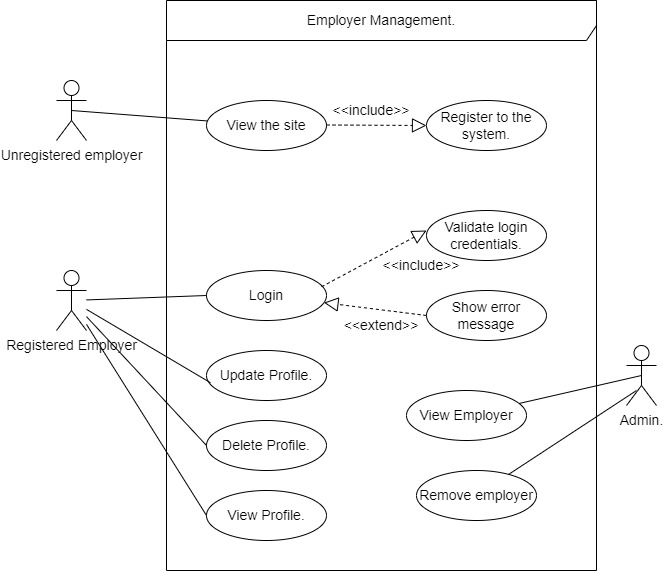 Employer Management.
<<include>>
View the site
Register to the
system.
Unregistered employer
Validate login
credentials.
<<include>>
Login
Show error
message
<<extend>>
Registered Employer
Update Profile.
View Employer
Admin.
Delete Profile.
Remove employer
View Profile.